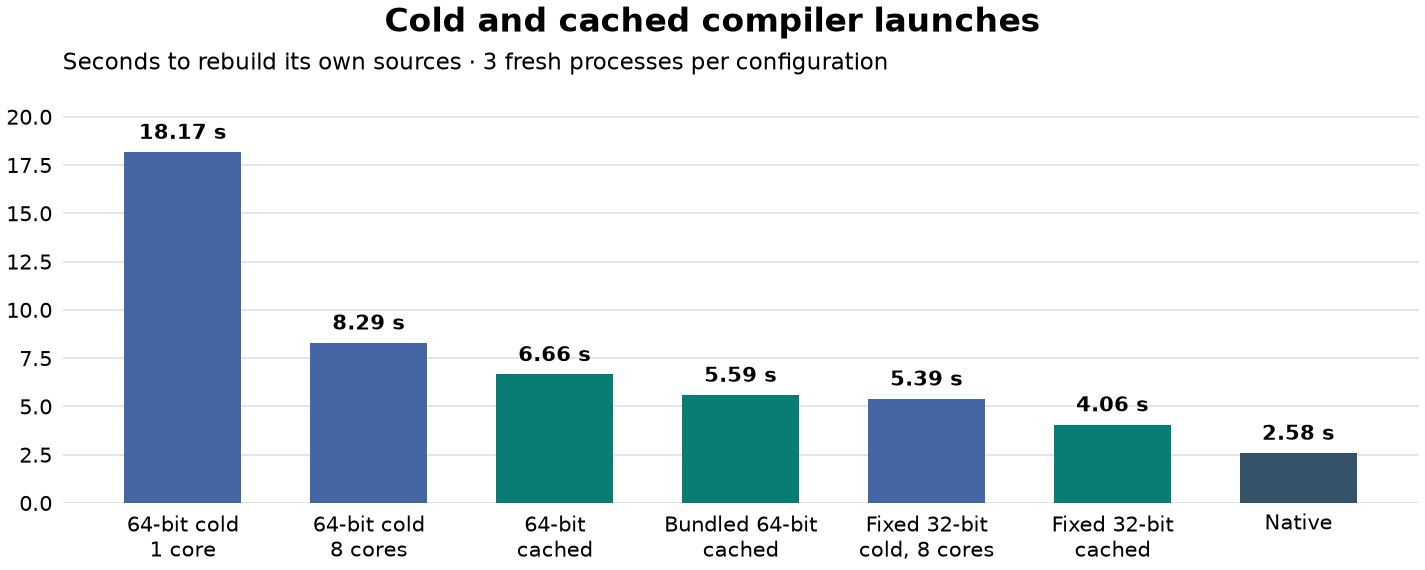 Cold and cached compiler launches
Seconds to rebuild its own sources · 3 fresh processes per configuration
20.0
17.5
15.0
12.5
10.0
7.5
5.0
2.5
0.0
18.17 s
8.29 s
6.66 s
5.59 s
5.39 s
4.06 s
2.58 s
64-bit cold
1 core
64-bit cold
8 cores
64-bit
cached
Bundled 64-bit
cached
Fixed 32-bit
cold, 8 cores
Fixed 32-bit
cached
Native